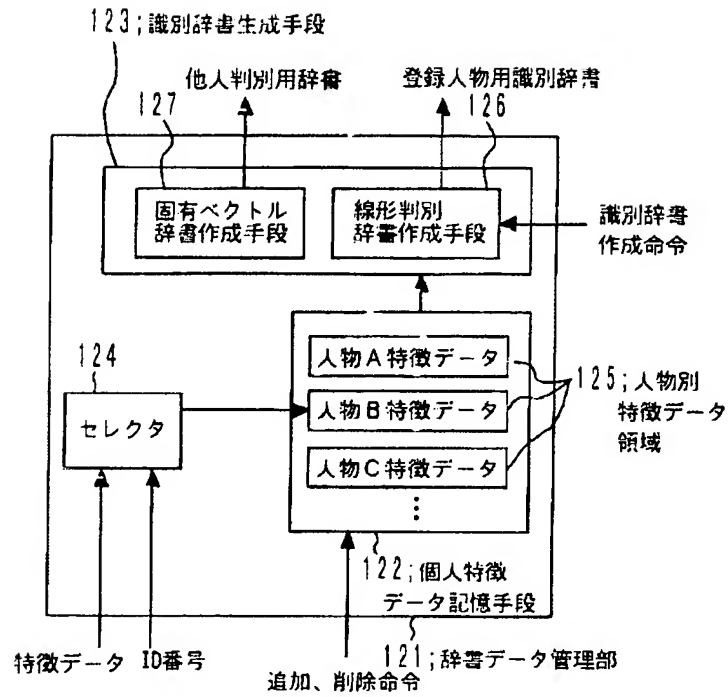 123;識別辞書生成手段
他人判別用辞書
登録人物用識別辞書
127
126
固有ベクトル
辞書作成手段
線形判別
辞書作成手段
識別辞書
作成命令
124
セレクタ
人物A特徴データ
人物B特徴データ
人物C特徴データ
125;人物別
特徴データ
領域
122;個人特徴
データ記憶手段
121;辞書データ管理部
特徴データ
ID番号
追加、削除命令